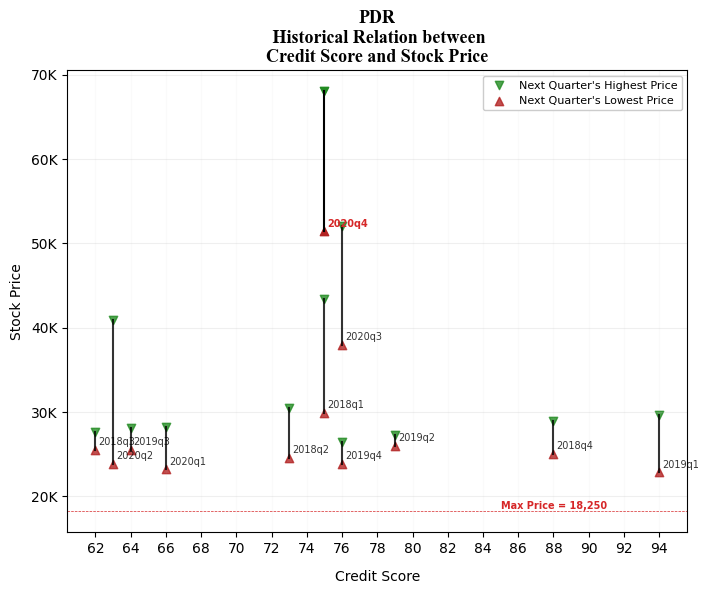 PDR
Historical Relation between
Credit Score and Stock Price
Next Quarter's Highest Price
Next Quarter's Lowest Price
70K
60K
50K
40K
30K
20K
Stock Price
2020q4
2020q3
2018q1
2018q3
2019q3
2020q2
2020q1
2018q2
2019q4
2019q2
2018q4
2019q1
Max Price = 18,250
62 64 66 68 70 72 74 76 78 80 82 84 86 88 90 92 94
Credit Score